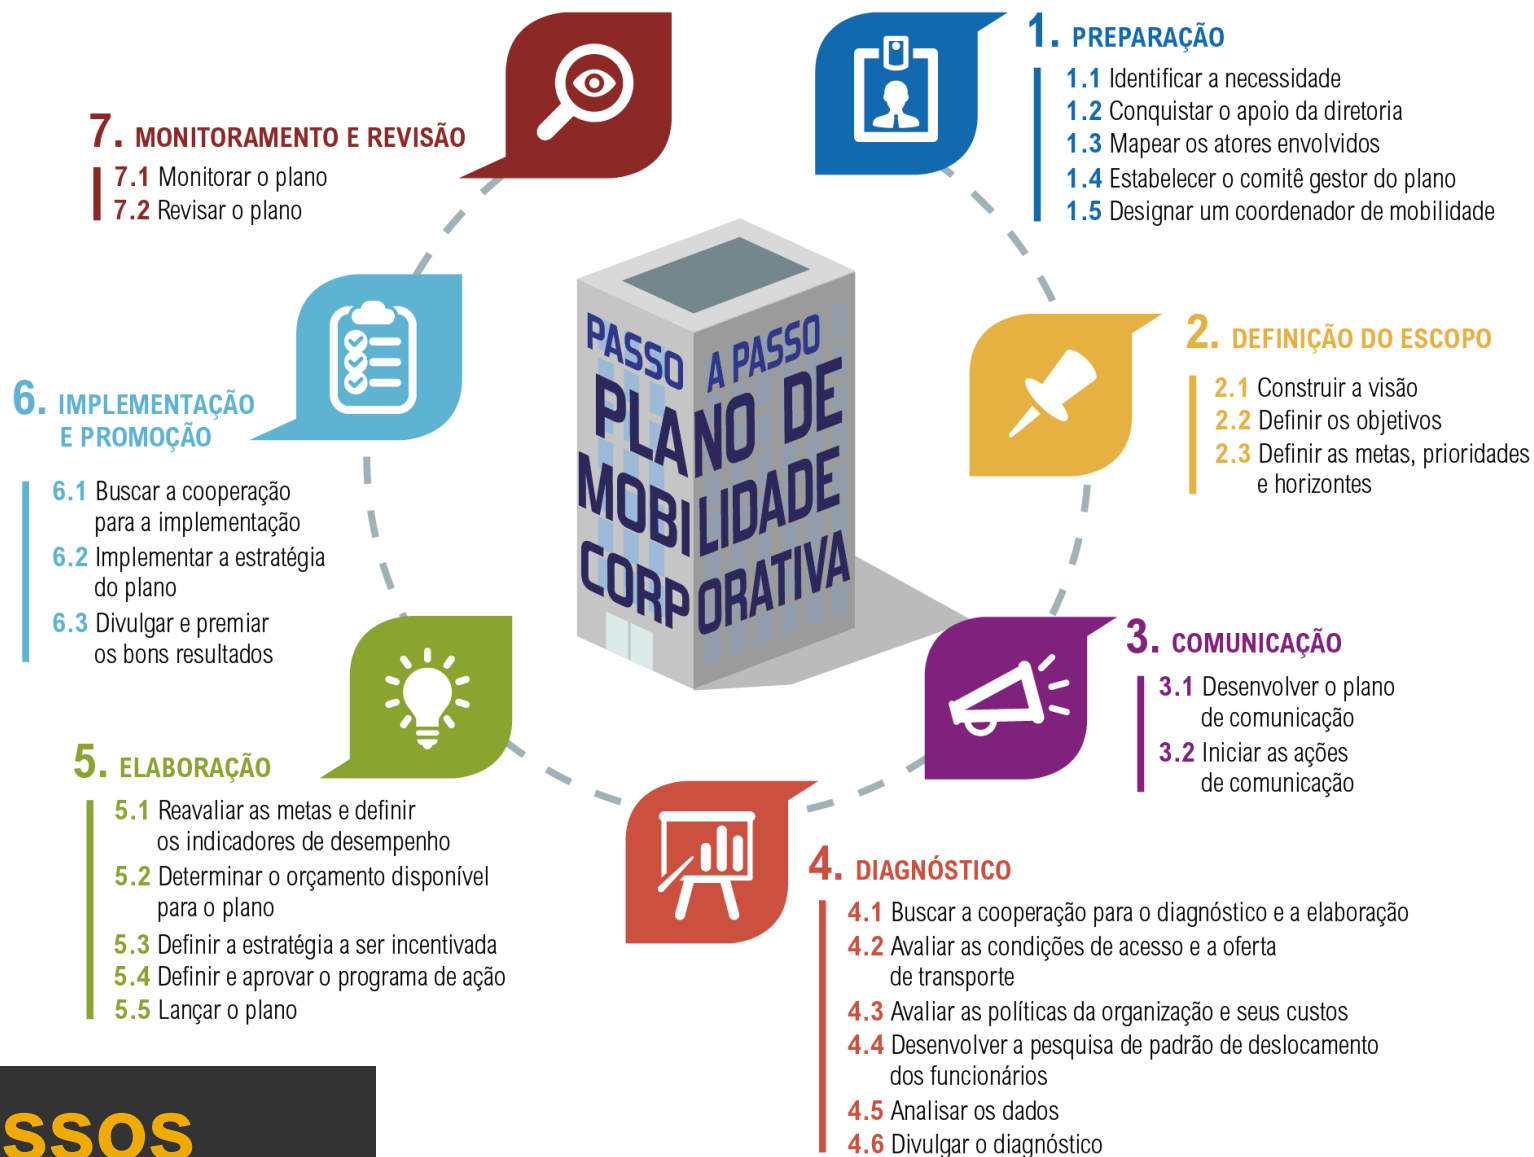 1. PREPARAÇÃO
1.1 Identificar a necessidade
1.2 Conquistar o apoio da diretoria
1.3 Mapear os atores envolvidos
1.4 Estabelecer o comitê gestor do plano
1.5 Designar um coordenador de mobilidade
2. DEFINIÇÃO DO ESCOPO
2.1 Construir a visão
2.2 Definir os objetivos
2.3 Definir as metas, prioridades
e horizontes
3. COMUNICAÇÃO
3.1 Desenvolver o plano
de comunicação
3.2 Iniciar as ações
de comunicação
4. DIAGNÓSTICO
4.1 Buscar a cooperação para o diagnóstico e a elaboração
4.2 Avaliar as condições de acesso e a oferta
de transporte
4.3 Avaliar as políticas da organização e seus custos
4.4 Desenvolver a pesquisa de padrão de deslocamento
dos funcionários
4.5 Analisar os dados
4.6 Divulgar o diagnóstico
5. ELABORAÇÃO
5.1 Reavaliar as metas e definir
os indicadores de desempenho
5.2 Determinar o orçamento disponível
para o plano
5.3 Definir a estratégia a ser incentivada
5.4 Definir e aprovar o programa de ação
5.5 Lançar o plano
6. IMPLEMENTAÇÃO
E PROMOÇÃO
6.1 Buscar a cooperação
para a implementação
6.2 Implementar a estratégia
do plano
6.3 Divulgar e premiar
os bons resultados
7. MONITORAMENTO E REVISÃO
7.1 Monitorar o plano
7.2 Revisar o plano
PASSO A PASSO
PLANO DE
MOBILIDADE
CORPORATIVA
ssos